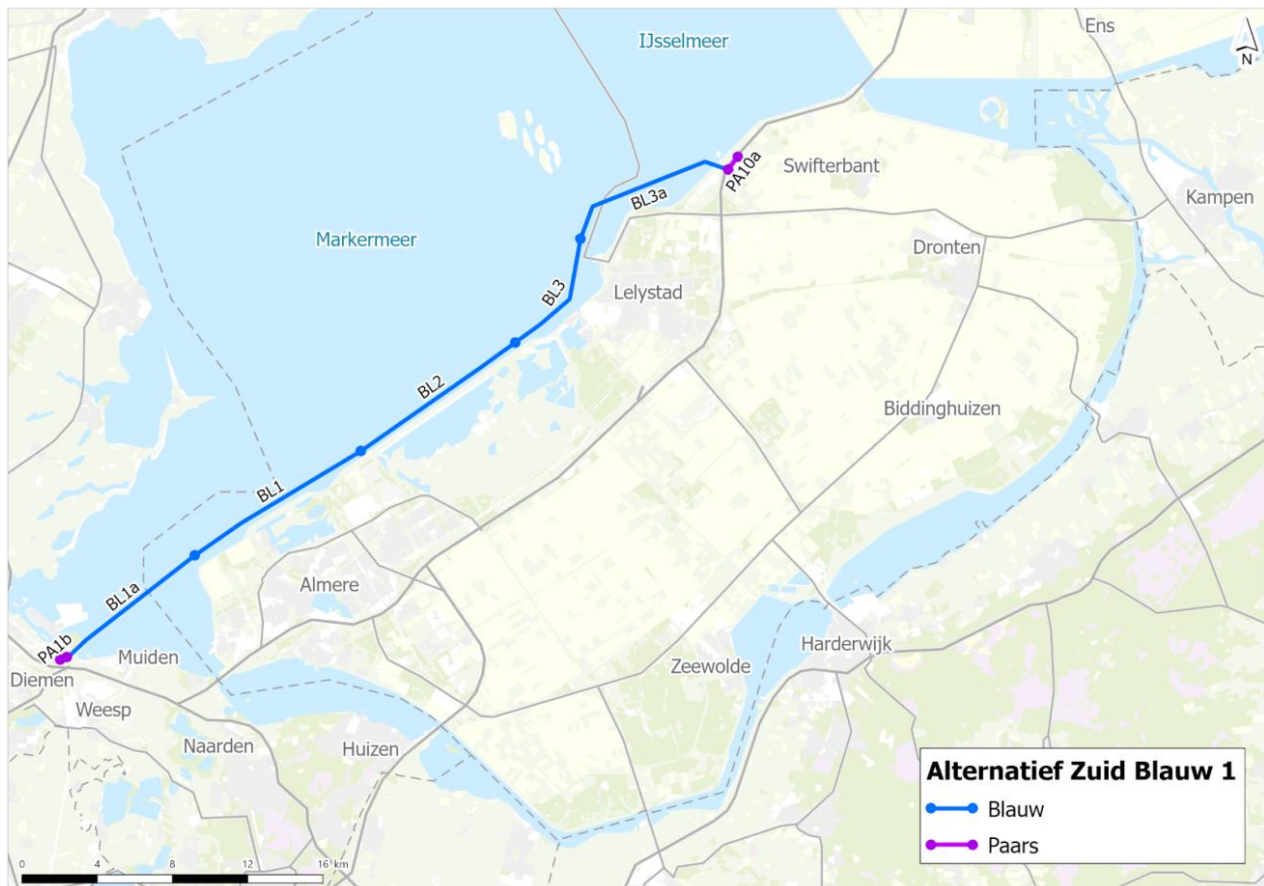 Ens
IJsselmeer
N
PA10a
Swifterbant
Kampen
BL3a
Markermeer
Dronten
BL3
Lelystad
BL2
Biddinghuizen
BL1
Almere
BL1a
PA1b
Muiden
Harderwijk
Zeewolde
Diemen
Weesp
Naarden
Huizen
Alternatief Zuid Blauw 1
Blauw
Paars
0 4 8 12 16 km